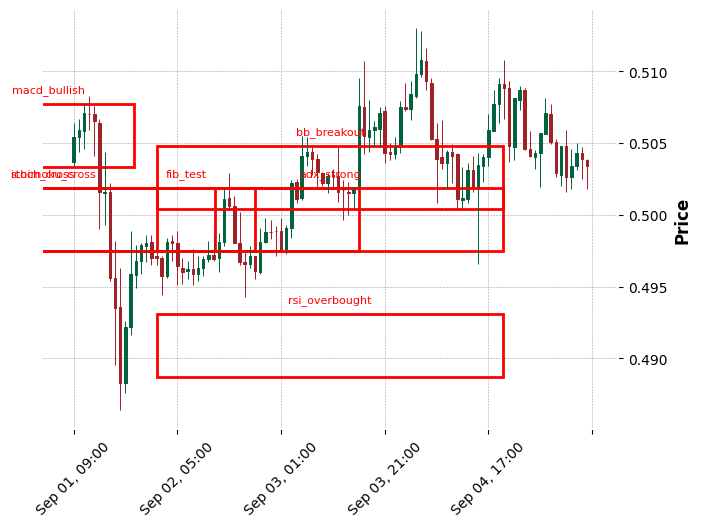 macd_bullish
bb_breakout
fib_test
adx_strong
rsi_overbought
0.510
0.505
0.500
0.495
0.490
Price
Sep 01, 09:00
Sep 02, 05:00
Sep 03, 01:00
Sep 03, 21:00
Sep 04, 17:00